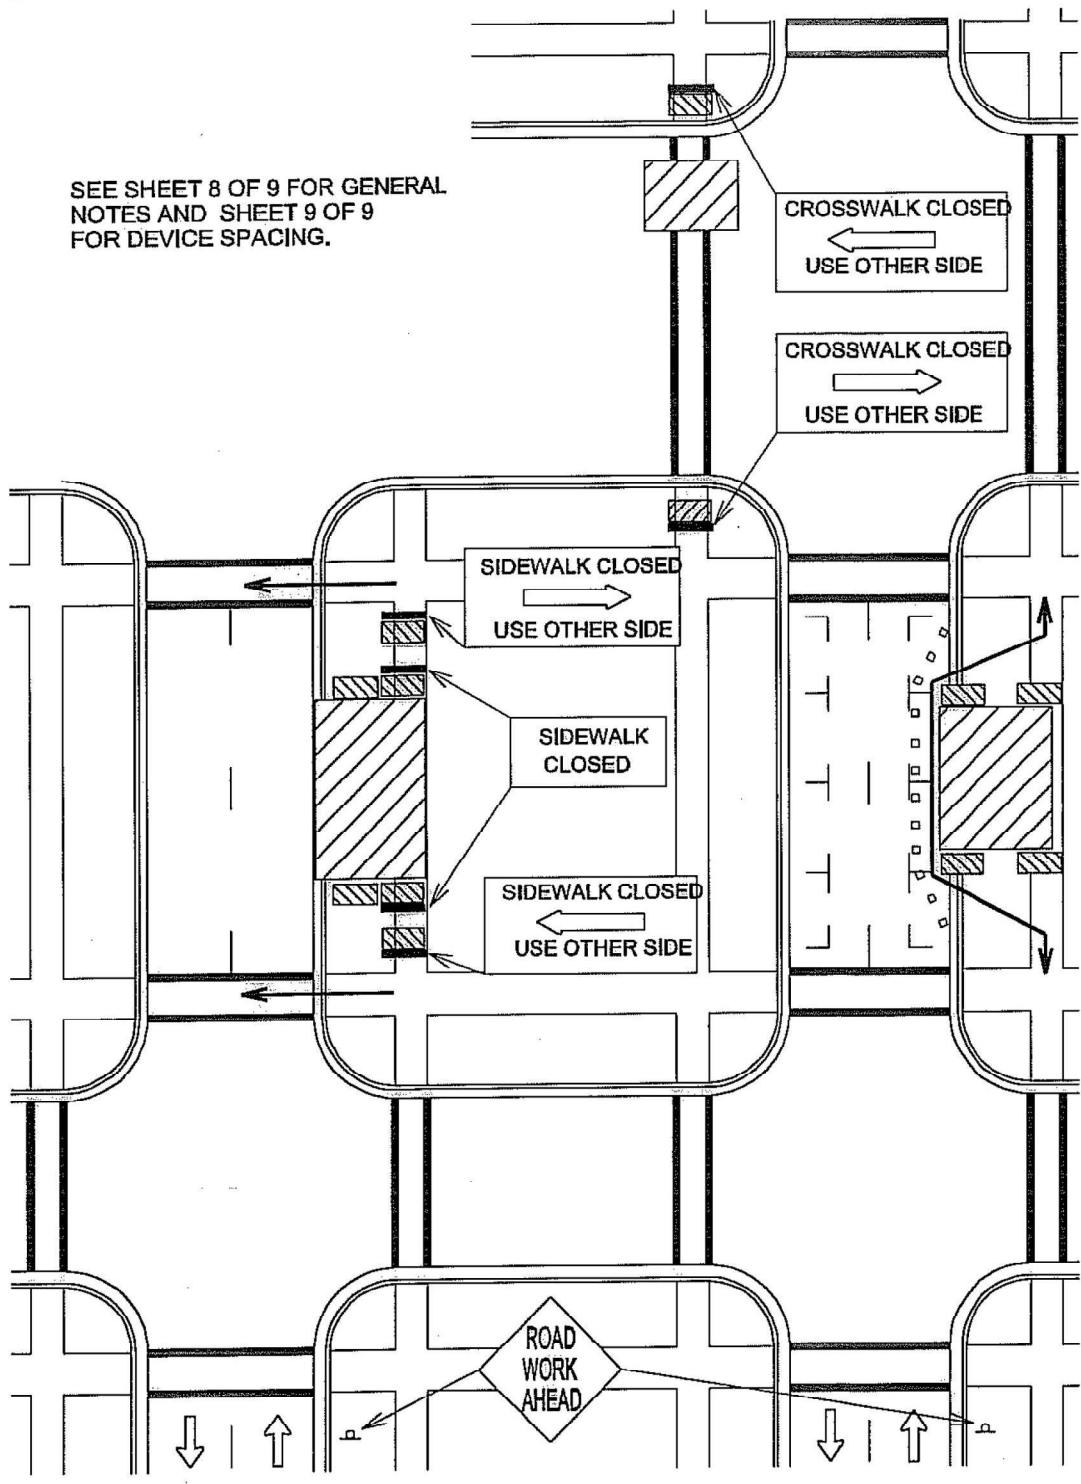 SEE SHEET 8 OF 9 FOR GENERAL
NOTES AND SHEET 9 OF 9
FOR DEVICE SPACING.
CROSSWALK CLOSED
USE OTHER SIDE
CROSSWALK CLOSED
USE OTHER SIDE
SIDEWALK CLOSED
USE OTHER SIDE
SIDEWALK
CLOSED
SIDEWALK CLOSED
USE OTHER SIDE
ROAD
WORK
AHEAD